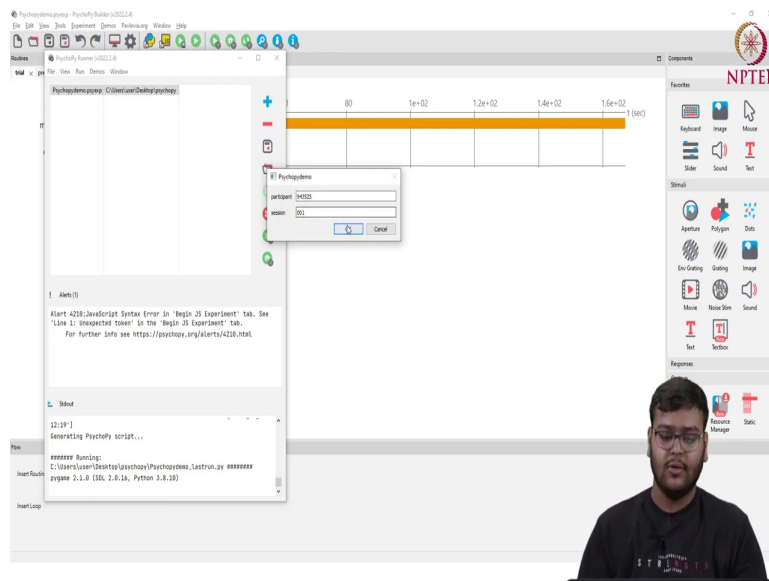 Psychopydemo.psyexp - PsychoPy Builder (v2022.2.4)
File Edit View Tools Experiment Demos Pavlovia.org Window Help
Routines
PsychoPy Runner (v2022.2.4)
Components
trial
File View Run Demos Window
Favorites
NPTEL
Psychopydemo.psyexp C:\Users\user\Desktop\psychopy
80 1e+02 1.2e+02 1.4e+02 1.6e+02
t (sec)
Keyboard Image Mouse
Slider Sound Text
Psychopydemo
Stimuli
participant 943525
session 001
Cancel
Aperture Polygon Dots
Env Grating Grating Image
! Alerts (1)
Movie Noise Stim Sound
Alert 4210:JavaScript Syntax Error in 'Begin JS Experiment' tab. See
'Line 1: Unexpected token' in the 'Begin JS Experiment' tab.
For further info see https://psychopy.org/alerts/4210.html
Text Textbox
Responses
Stdout
12:19']
Generating PsychoPy script...
Resource Manager Static
####### Running:
C:\Users\user\Desktop\psychopy\Psychopydemo_lastrun.py ########
pygame 2.1.0 (SDL 2.0.16, Python 3.8.10)
Flow
Insert Routin
Insert Loop